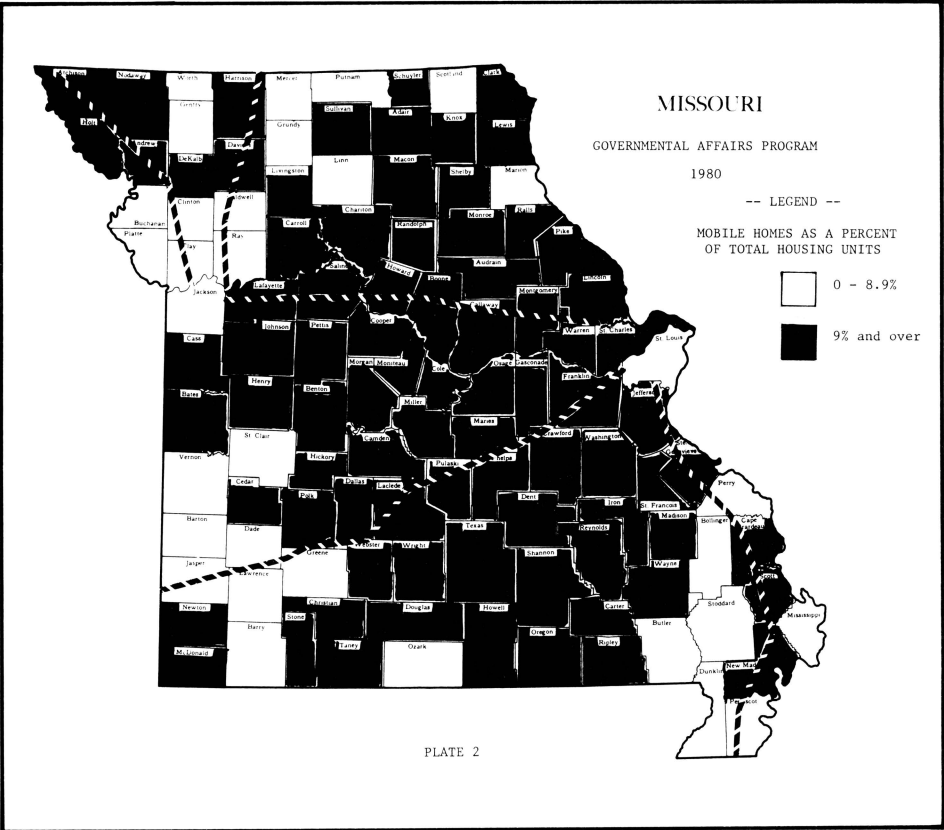 MISSOURI
GOVERNMENTAL AFFAIRS PROGRAM
1980
-- LEGEND --
MOBILE HOMES AS A PERCENT
OF TOTAL HOUSING UNITS
0 - 8.9%
9% and over
Nodaway
Worth
Harrison
Mercer
Putnam
Schuyler
Scotland
Clark
Gentry
Sullivan
Adair
Knox
Lewis
Holt
Grundy
DeKalb
Linn
Macon
Shelby
Marion
Livingston
Clinton
Chariton
Monroe
Ralls
Buchanan
Platte
Ray
Carroll
Randolph
Pike
Audrain
Saline
Howard
Boone
Lincoln
Lafayette
Jackson
Montgomery
Callaway
Cooper
Johnson
Pettis
Warren
St Charles
St Louis
Cass
Morgan
Moniteau
Cole
Osage
Gasconade
Franklin
Henry
Benton
Bates
Miller
Maries
St Clair
Camden
Crawford
Washington
Vernon
Hickory
Pulaski
Cedar
Dallas
Laclede
Perry
Polk
Dent
Iron
St Francois
Madison
Barton
Dade
Texas
Reynolds
Bollinger
Cape
Greene
Webster
Wright
Shannon
Jasper
Wayne
Lawrence
Scott
Newton
Christian
Douglas
Howell
Carter
Stoddard
Mississippi
Stone
Barry
Butler
Oregon
Taney
Ozark
Ripley
McDonald
New Mad
Dunklin
PLATE 2